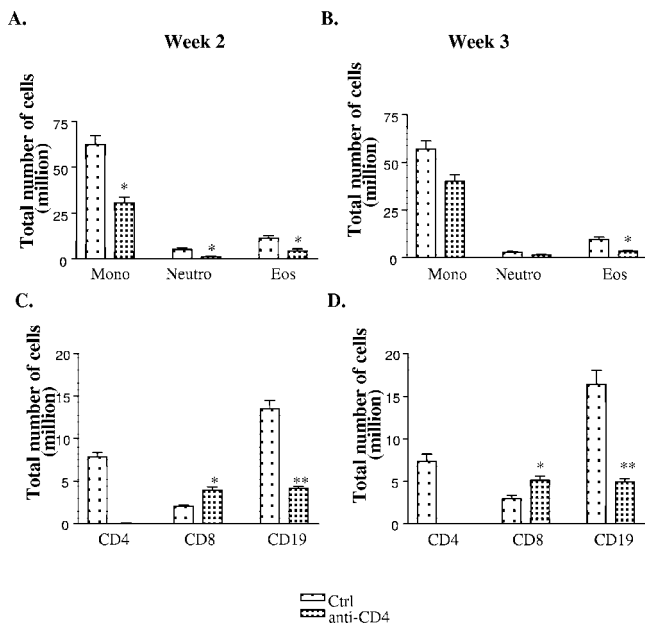 A.
B.
Week 2
Week 3
Total number of cells
(million)
75
50
25
0
*
*
*
Mono Neutro Eos
Total number of cells
(million)
75
50
25
0
*
Mono Neutro Eos
C.
D.
Total number of cells
(million)
20
15
10
5
0
*
**
CD4 CD8 CD19
Total number of cells
(million)
20
15
10
5
0
*
**
CD4 CD8 CD19
Ctrl
anti-CD4